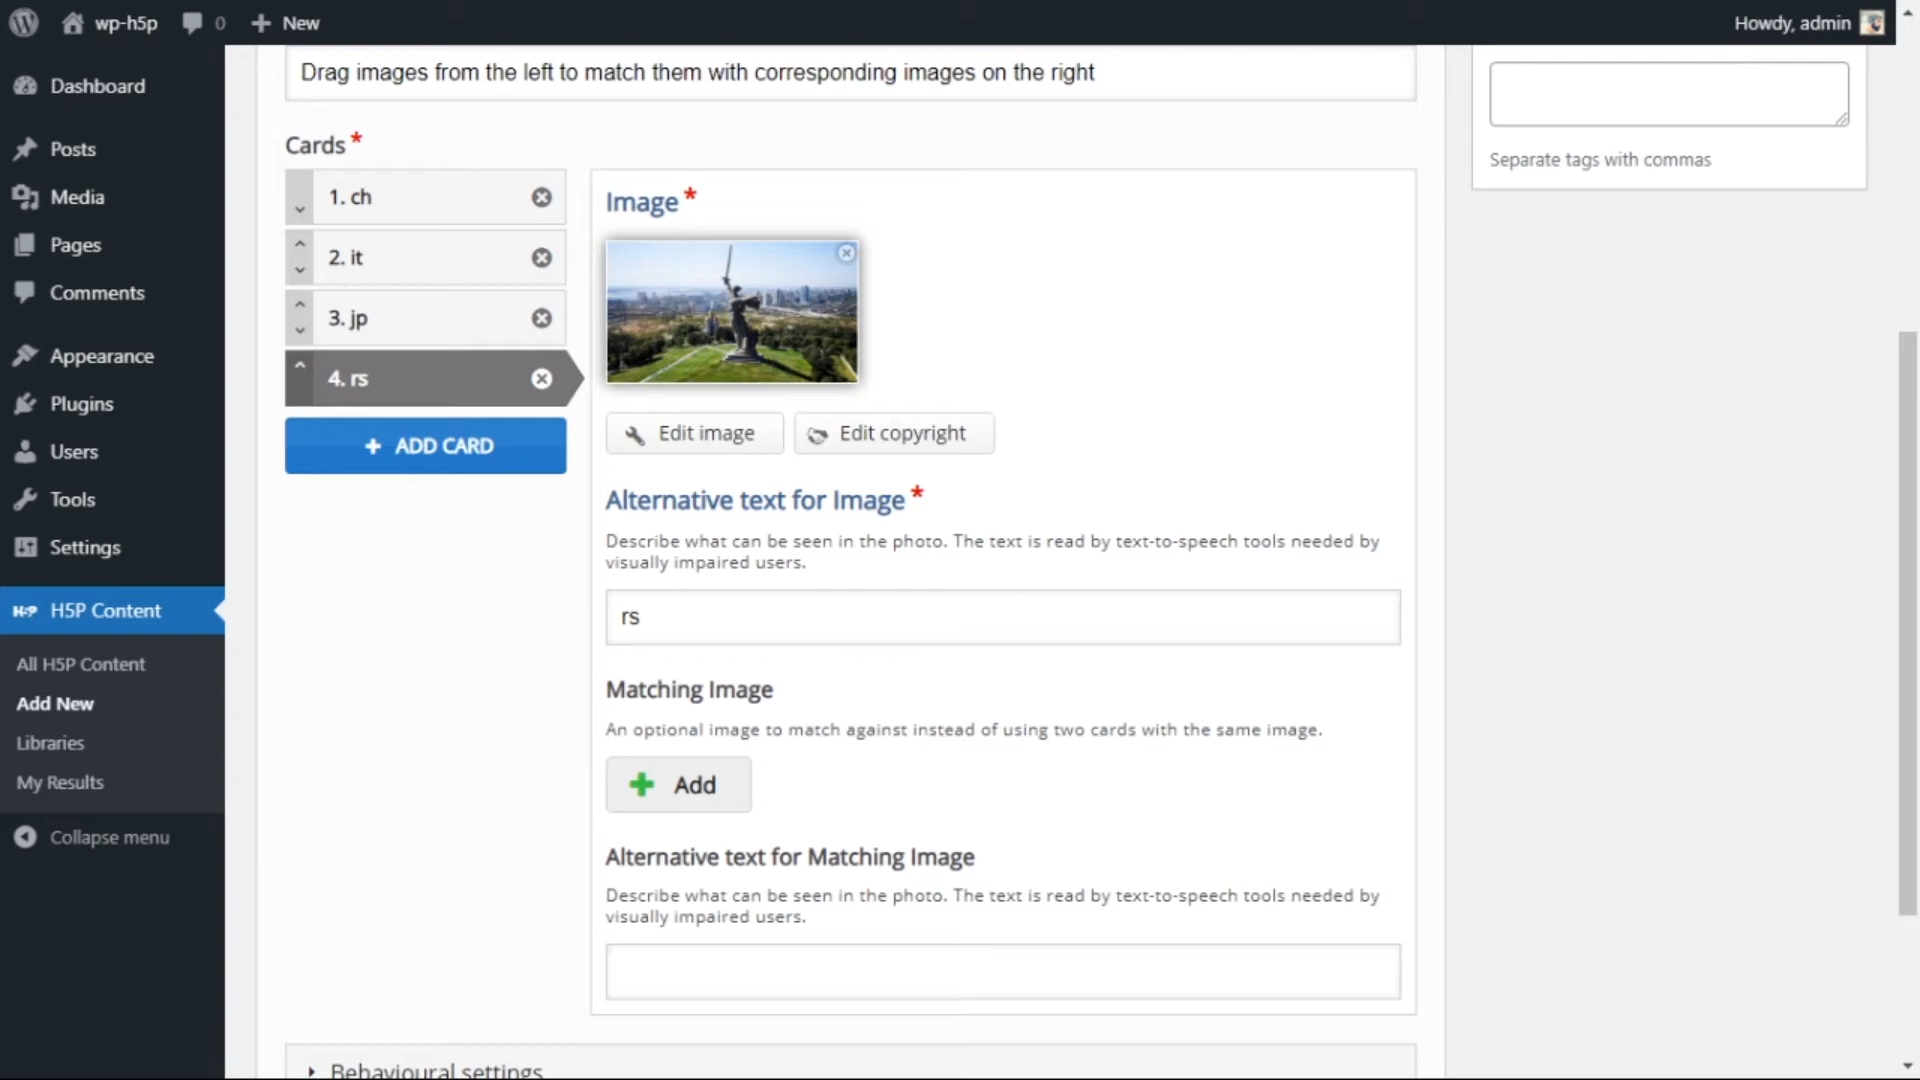 wp-h5p
0
New
Howdy, admin
Dashboard
Posts
Media
Pages
Comments
Appearance
Plugins
Users
Tools
Settings
H5P
H5P Content
All H5P Content
Add New
Libraries
My Results
Collapse menu
Drag images from the left to match them with corresponding images on the right
Cards *
1. ch
2. it
3. jp
4. rs
ADD CARD
Image *
Edit image
Edit copyright
Alternative text for Image *
Describe what can be seen in the photo. The text is read by text-to-speech tools needed by
visually impaired users.
rs
Matching Image
An optional image to match against instead of using two cards with the same image.
Add
Alternative text for Matching Image
Describe what can be seen in the photo. The text is read by text-to-speech tools needed by
visually impaired users.
Behavioural settings
Separate tags with commas